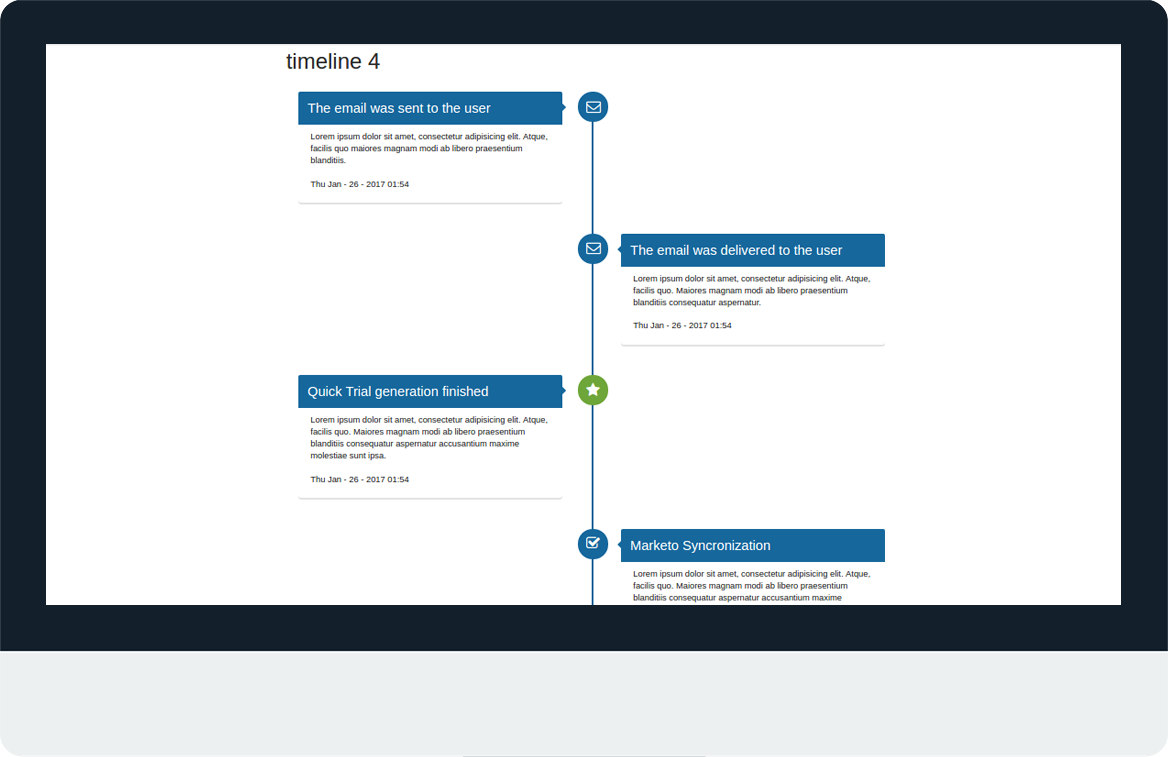 timeline 4
The email was sent to the user
Lorem ipsum dolor sit amet, consectetur adipisicing elit. Atque,
facilis quo maiores magnam modi ab libero praesentium
blanditiis.
Thu Jan - 26 - 2017 01:54
The email was delivered to the user
Lorem ipsum dolor sit amet, consectetur adipisicing elit. Atque,
facilis quo. Maiores magnam modi ab libero praesentium
blanditiis consequatur aspernatur.
Thu Jan - 26 - 2017 01:54
Quick Trial generation finished
Lorem ipsum dolor sit amet, consectetur adipisicing elit. Atque,
facilis quo. Maiores magnam modi ab libero praesentium
blanditiis consequatur aspernatur accusantium maxime
molestiae sunt ipsa.
Thu Jan - 26 - 2017 01:54
Marketo Syncronization
Lorem ipsum dolor sit amet, consectetur adipisicing elit. Atque,
facilis quo. Maiores magnam modi ab libero praesentium
blanditiis consequatur aspernatur accusantium maxime